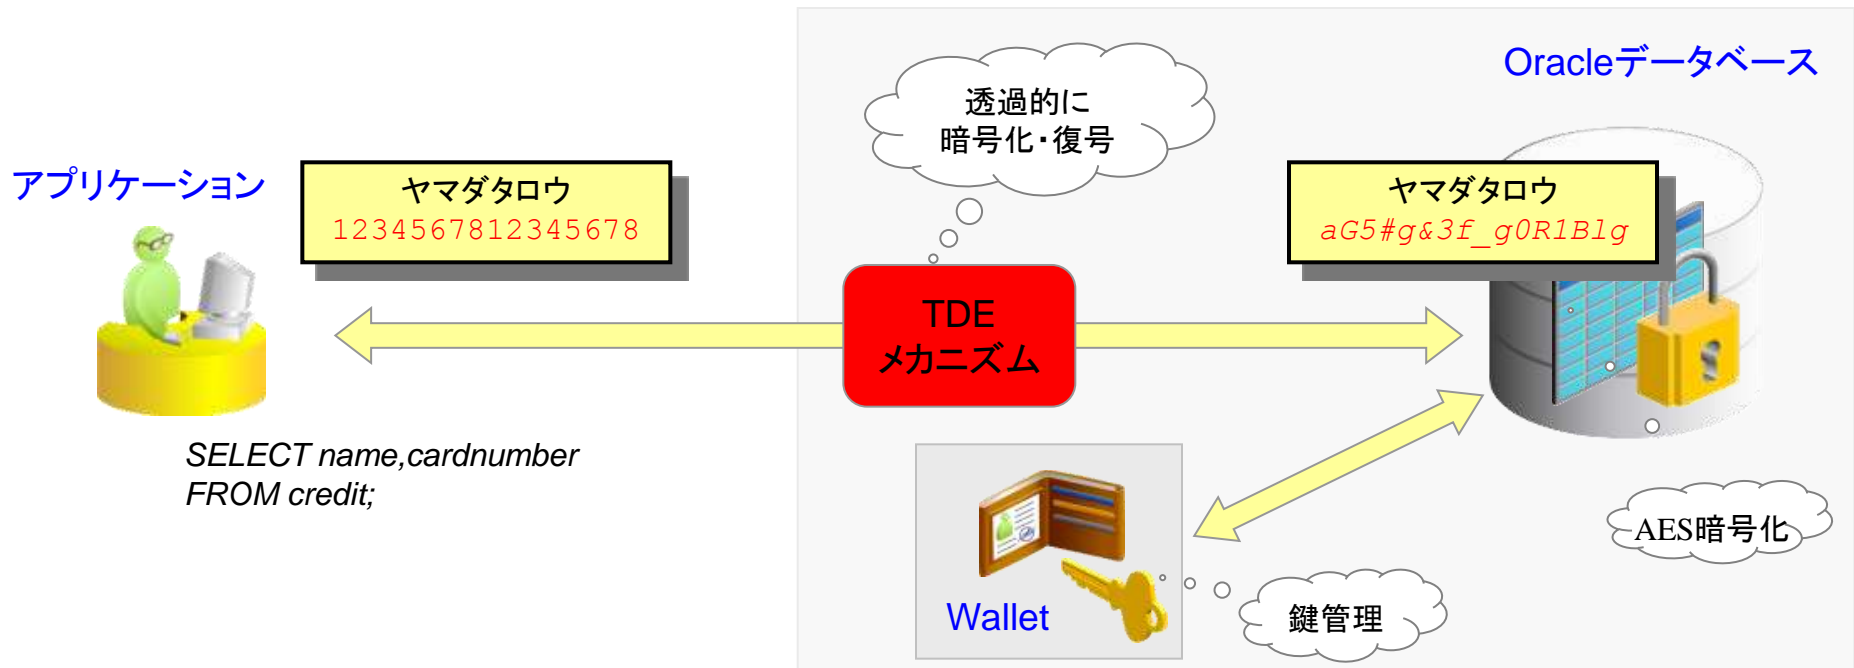 Oracleデータベース
透過的に
暗号化・復号
アプリケーション
ヤマダタロウ
1234567812345678
ヤマダタロウ
aG5#g&3f_g0R1Blg
TDE
メカニズム
SELECT name,cardnumber
FROM credit;
AES暗号化
Wallet
鍵管理